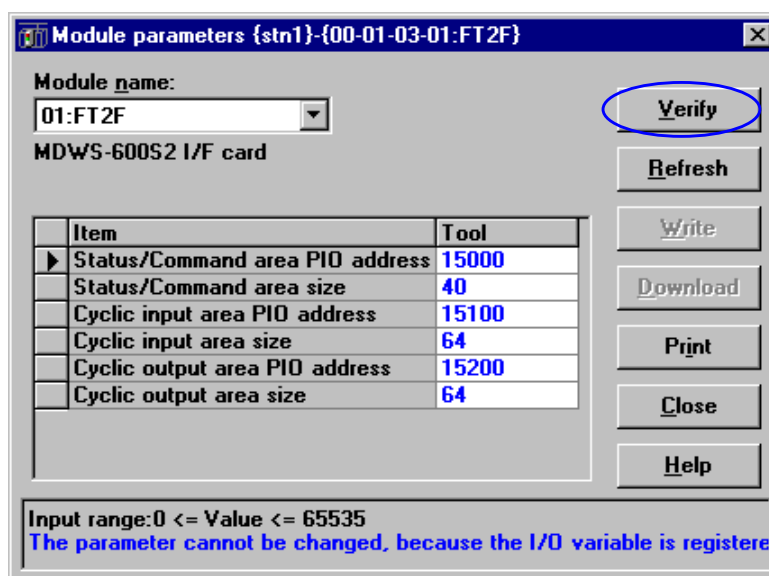 Module parameters {stn1}-{00-01-03-01:FT2F}
Module name:
01:FT2F
MDWS-600S2 I/F card
Verify
Refresh
Write
Download
Print
Close
Help
Item Tool
Status/Command area PIO address 15000
Status/Command area size 40
Cyclic input area PIO address 15100
Cyclic input area size 64
Cyclic output area PIO address 15200
Cyclic output area size 64
Input range:0 <= Value <= 65535
The parameter cannot be changed, because the I/O variable is registere